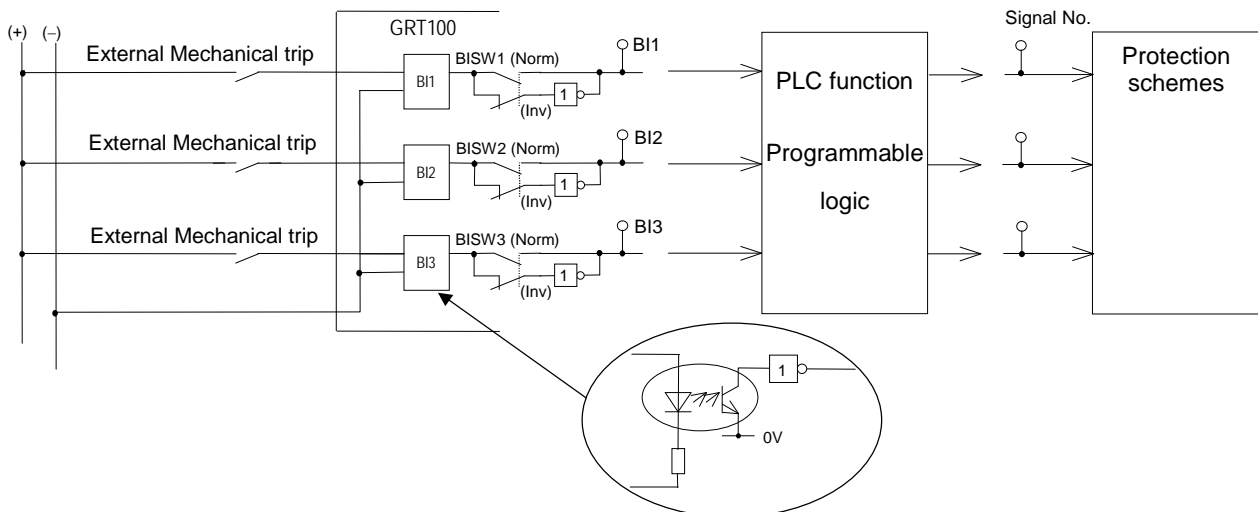 (+) (−)
GRT100
Signal No.
External Mechanical trip
BI1
BISW1 (Norm)
1
(Inv)
BI1
PLC function
Protection
schemes
External Mechanical trip
BI2
BISW2 (Norm)
1
(Inv)
BI2
Programmable
logic
External Mechanical trip
BI3
BISW3 (Norm)
1
(Inv)
BI3
1
0V